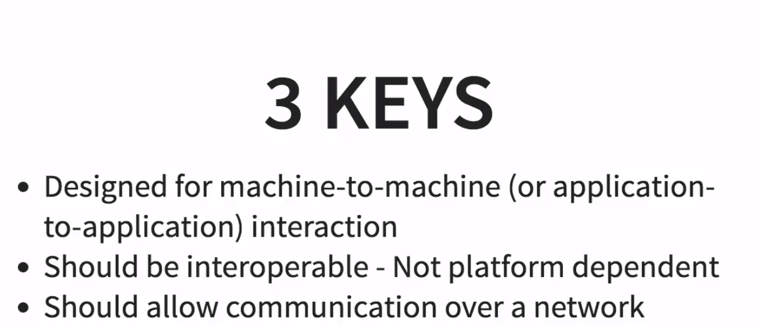 3 KEYS
• Designed for machine-to-machine (or application-
to-application) interaction
• Should be interoperable - Not platform dependent
• Should allow communication over a network